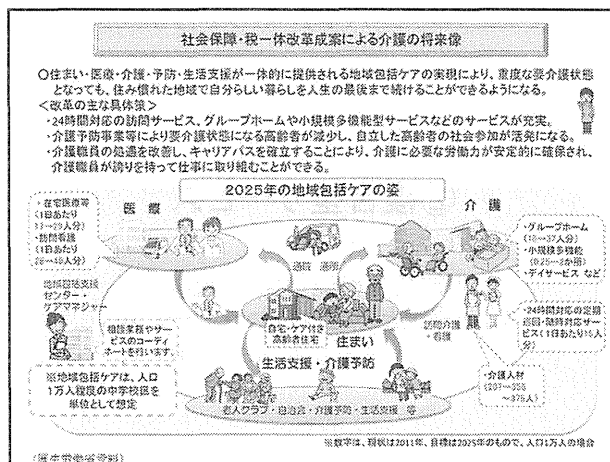 社会保障・税一体改革成案による介護の将来像
○住まい・医療・介護・予防・生活支援が一体的に提供される地域包括ケアの実現により、重度な要介護状態
となっても、住み慣れた地域で自分らしい暮らしを人生の最後まで続けることができるようになる。
<改革の主な具体策>
・24時間対応の訪問サービス、グループホームや小規模多機能型サービスなどのサービスが充実。
・介護予防事業等により要介護状態になる高齢者が減少し、自立した高齢者の社会参加が活発になる。
・介護職員の処遇を改善し、キャリアパスを確立することにより、介護に必要な労働力が安定的に確保され、
介護職員が誇りを持って仕事に取り組むことができる。
2025年の地域包括ケアの姿
医療
・在宅医療等
(1日あたり
・訪問看護
(1日あたり
地域包括支援
センター・
ケアマネジャー
相談業務やサー
ビスのコーディ
ネートを行います。
※地域包括ケアは、人口
1万人程度の中学校区を
単位として想定
通院 通所
自宅・ケア付き
高齢者住宅
住まい
生活支援・介護予防
老人クラブ・自治会・介護予防・生活支援 等
介護
・グループホーム
・小規模多機能
・デイサービス など
訪問介護
・看護
・24時間対応の定期
巡回・随時対応サー
ビス(1日あたり15人分)
・介護人材
※数字は、現状は2011年、目標は2025年のもので、人口1万人の場合
(厚生労働省資料)